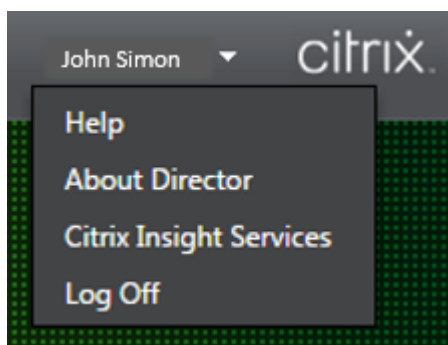 John Simon
citrix
Help
About Director
Citrix Insight Services
Log Off